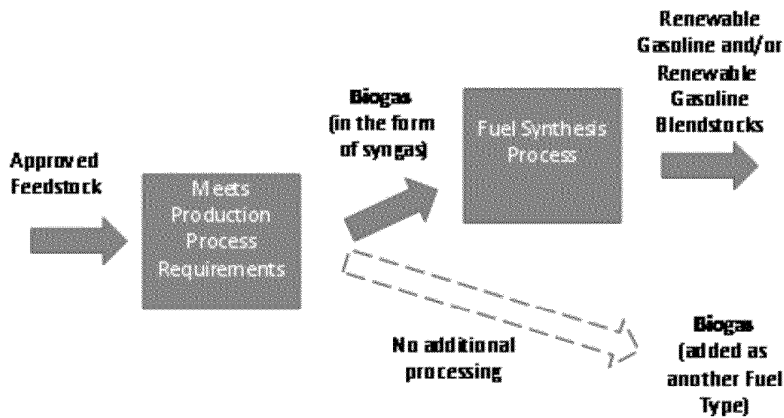 Approved
Feedstock
Meets
Production
Process
Requirements
Biogas
(in the form
of syngas)
Fuel Synthesis
Process
Renewable
Gasoline and/or
Renewable
Gasoline
Blendstocks
No additional
processing
Biogas
(added as
another Fuel
Type)